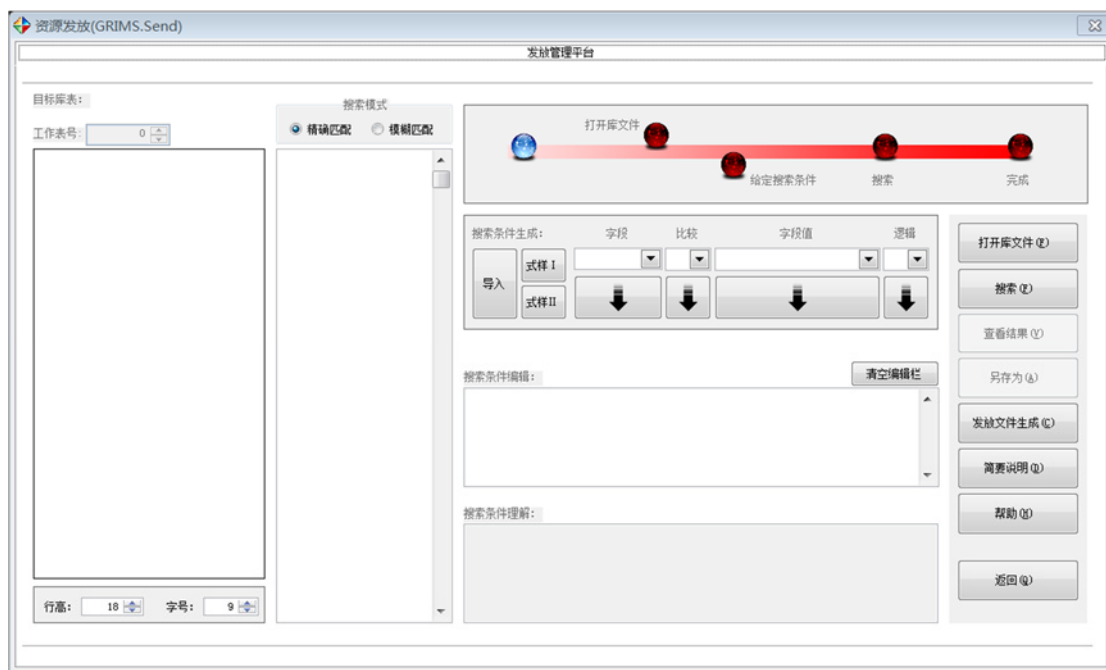 资源发放(GRIMS.Send)
发放管理平台
目标库表：
工作表号： 0
搜索模式
精确匹配 模糊匹配
打开库文件
给定搜索条件
搜索
完成
搜索条件生成： 字段 比较 字段值 逻辑
导入
式样 I
式样II
搜索条件编辑：
清空编辑栏
搜索条件理解：
行高： 18 字号： 9
打开库文件(F)
搜索(F)
查看结果(V)
另存为(A)
发放文件生成(C)
简要说明(D)
帮助(H)
返回(Q)